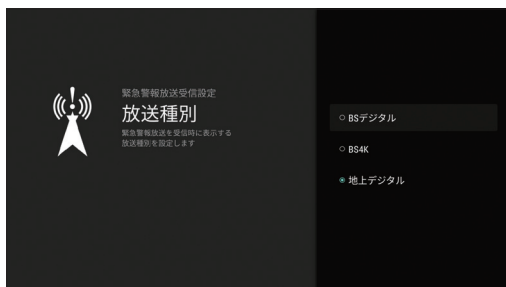 緊急警報放送受信設定
放送種別
緊急警報放送を受信時に表示する
放送種別を設定します
BSデジタル
BS4K
地上デジタル